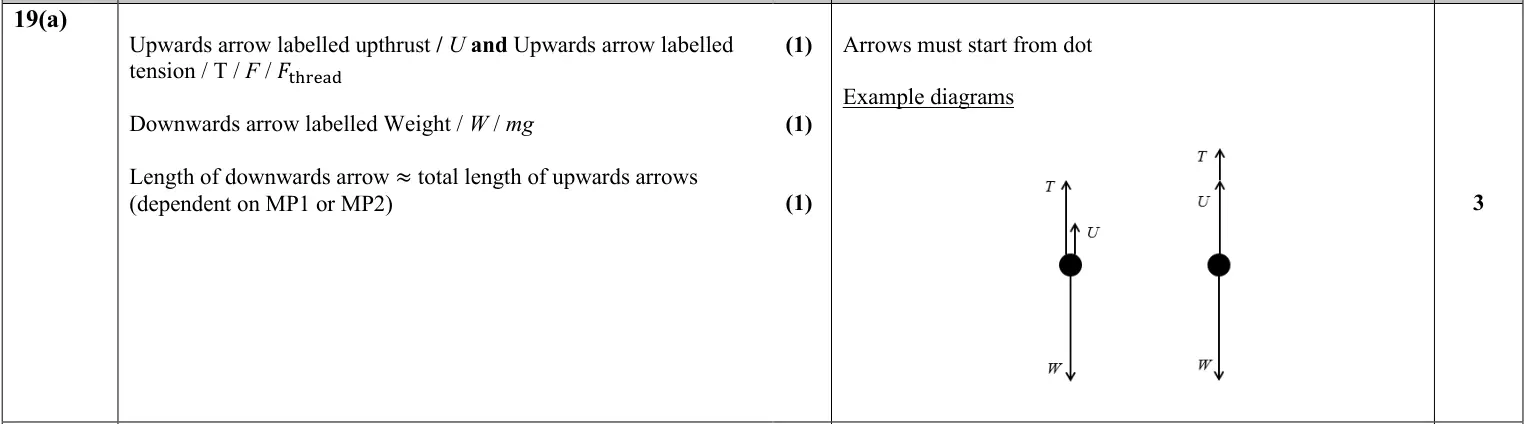 19(a)
Upwards arrow labelled upthrust / U and Upwards arrow labelled (1)
tension / T / F / F_thread
Downwards arrow labelled Weight / W / mg (1)
Length of downwards arrow ≈ total length of upwards arrows
(dependent on MP1 or MP2) (1)
Arrows must start from dot
Example diagrams
T
U
W
T
U
W
3